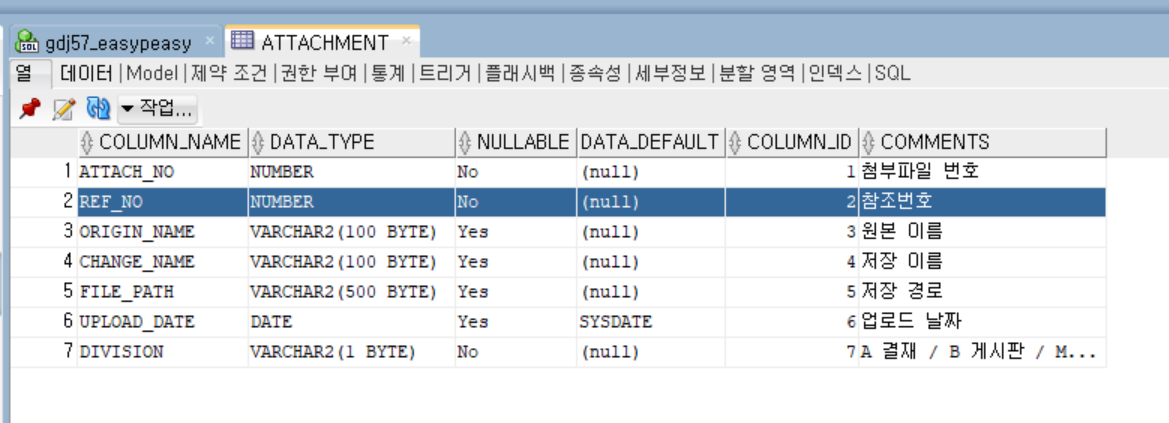 gdj57_easypeasy × ATTACHMENT ×
열 데이터 | Model | 제약 조건 | 권한 부여 | 통계 | 트리거 | 플래시백 | 종속성 | 세부정보 | 분할 영역 | 인덱스 | SQL
작업...
COLUMN_NAME DATA_TYPE NULLABLE DATA_DEFAULT COLUMN_ID COMMENTS
1 ATTACH_NO NUMBER No (null) 1 첨부파일 번호
2 REF_NO NUMBER No (null) 2 참조번호
3 ORIGIN_NAME VARCHAR2(100 BYTE) Yes (null) 3 원본 이름
4 CHANGE_NAME VARCHAR2(100 BYTE) Yes (null) 4 저장 이름
5 FILE_PATH VARCHAR2(500 BYTE) Yes (null) 5 저장 경로
6 UPLOAD_DATE DATE Yes SYSDATE 6 업로드 날짜
7 DIVISION VARCHAR2(1 BYTE) No (null) 7 A 결재 / B 게시판 / M...